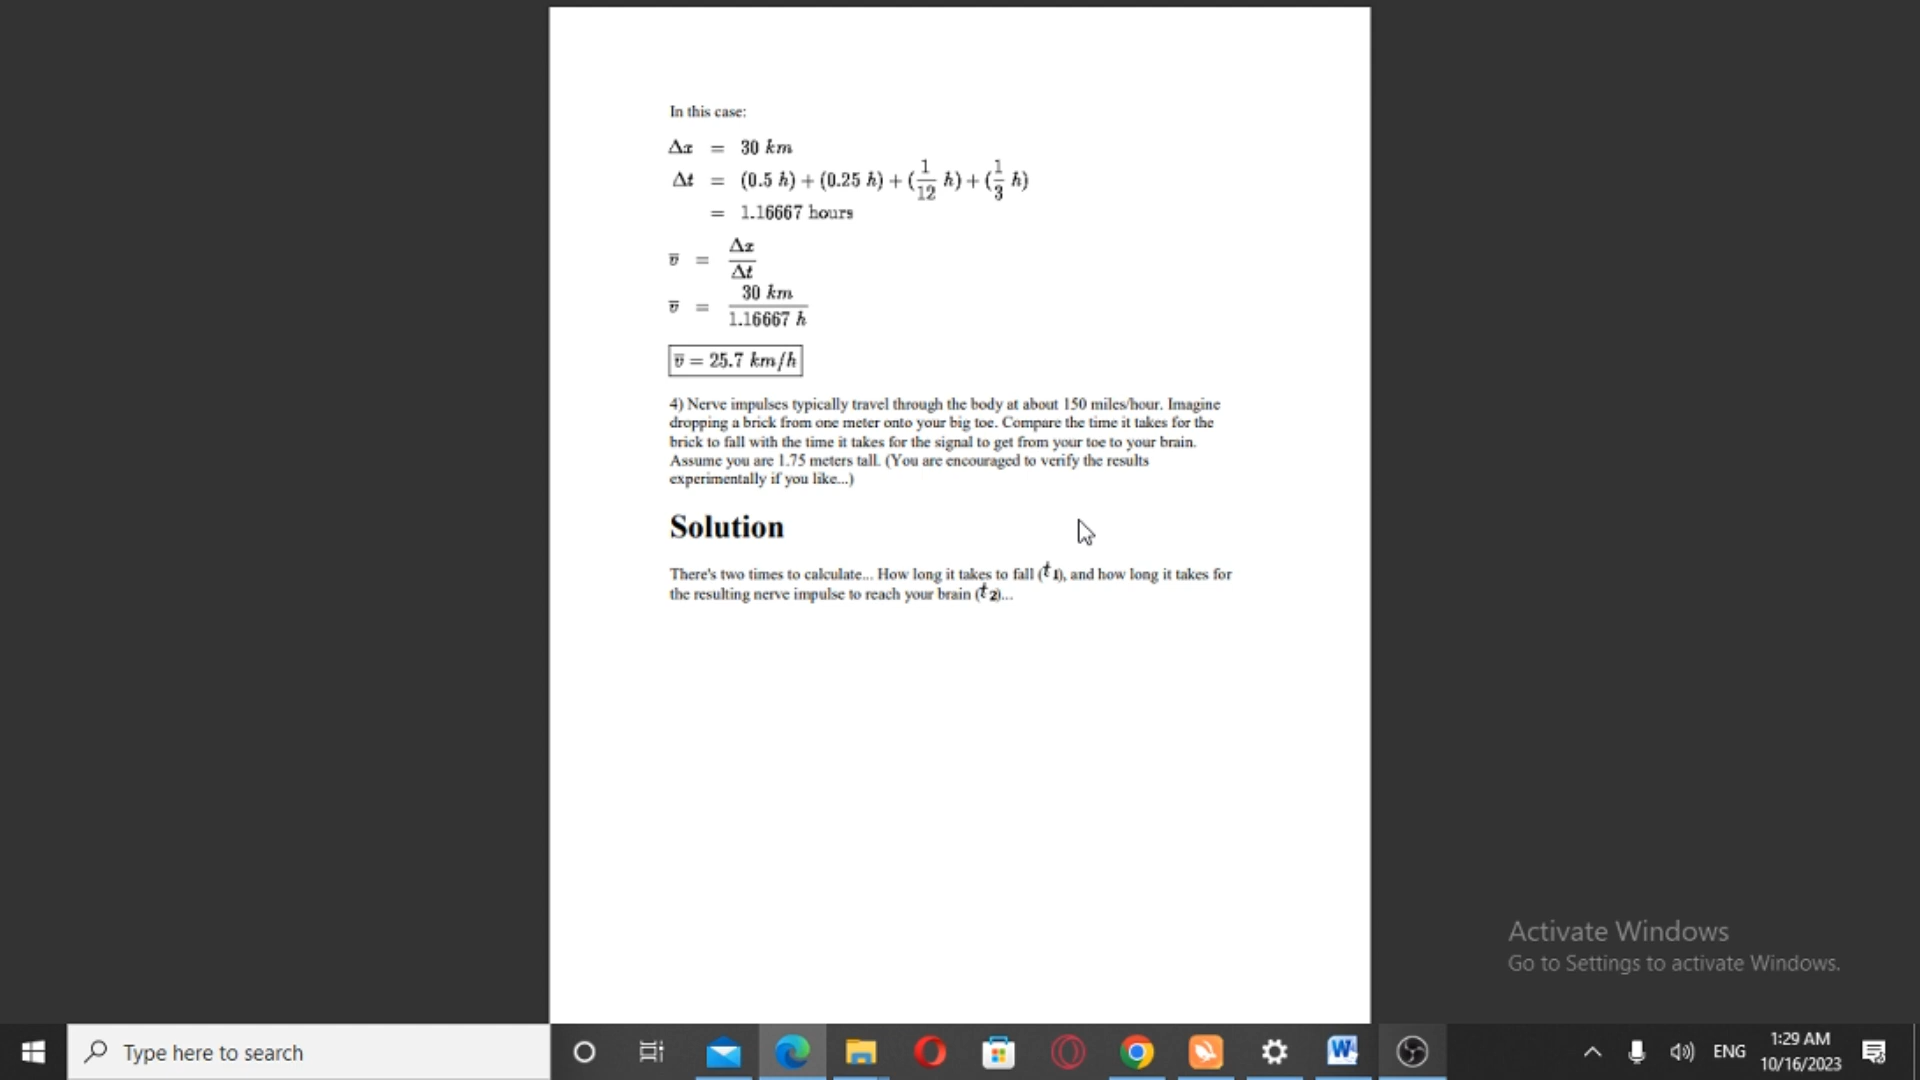 In this case:
Δx = 30 km
Δt = (0.5 h) + (0.25 h) + (1/12 h) + (1/3 h)
= 1.16667 hours
v̅ = Δx/Δt
v̅ = 30 km/1.16667 h
v̅ = 25.7 km/h
4) Nerve impulses typically travel through the body at about 150 miles/hour. Imagine
dropping a brick from one meter onto your big toe. Compare the time it takes for the
brick to fall with the time it takes for the signal to get from your toe to your brain.
Assume you are 1.75 meters tall. (You are encouraged to verify the results
experimentally if you like...)
Solution
There's two times to calculate... How long it takes to fall (t 1), and how long it takes for
the resulting nerve impulse to reach your brain (t 2)...
Activate Windows
Go to Settings to activate Windows.
Type here to search
W
ENG
1:29 AM
10/16/2023